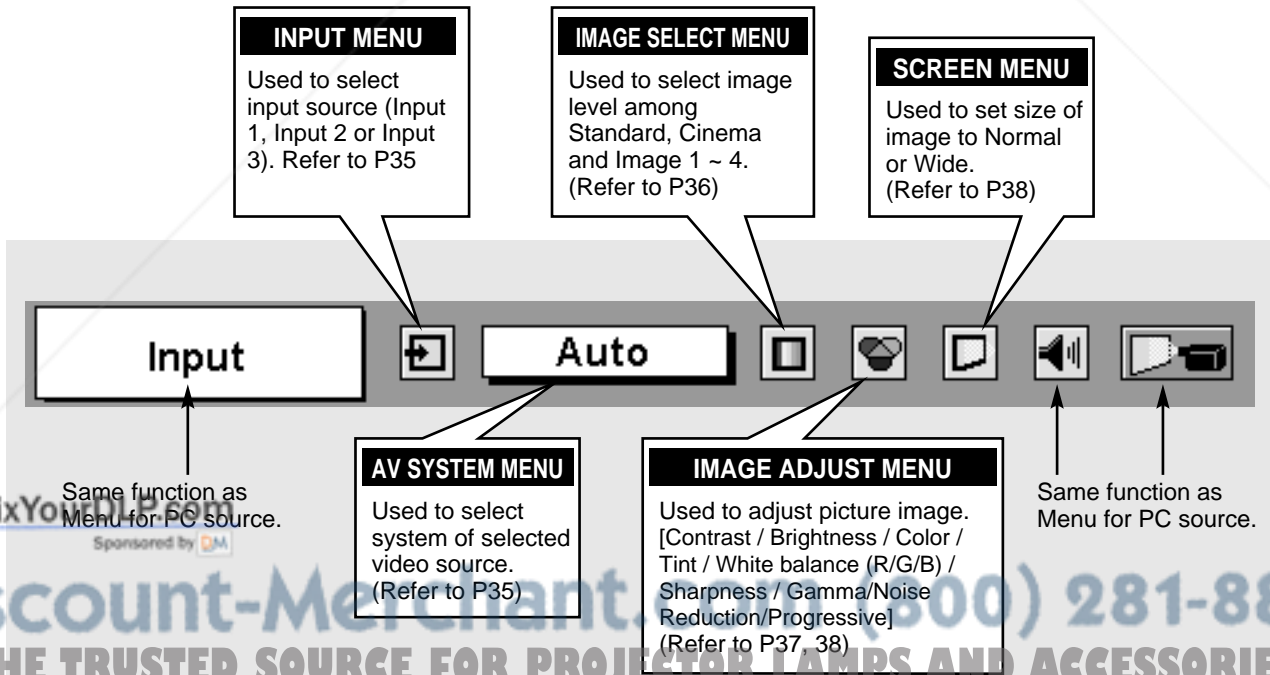 INPUT MENU
Used to select
input source (Input
1, Input 2 or Input
3). Refer to P35
IMAGE SELECT MENU
Used to select image
level among
Standard, Cinema
and Image 1 ~ 4.
(Refer to P36)
SCREEN MENU
Used to set size of
image to Normal
or Wide.
(Refer to P38)
Input
Auto
Same function as
Menu for PC source.
AV SYSTEM MENU
Used to select
system of selected
video source.
(Refer to P35)
IMAGE ADJUST MENU
Used to adjust picture image.
[Contrast / Brightness / Color /
Tint / White balance (R/G/B) /
Sharpness / Gamma/Noise
Reduction/Progressive]
(Refer to P37, 38)
Same function as
Menu for PC source.
ixYourDLP.com
Sponsored by DM
scount-Merchant.com (800) 281-88
HE TRUSTED SOURCE FOR PROJECTOR LAMPS AND ACCESSORIE